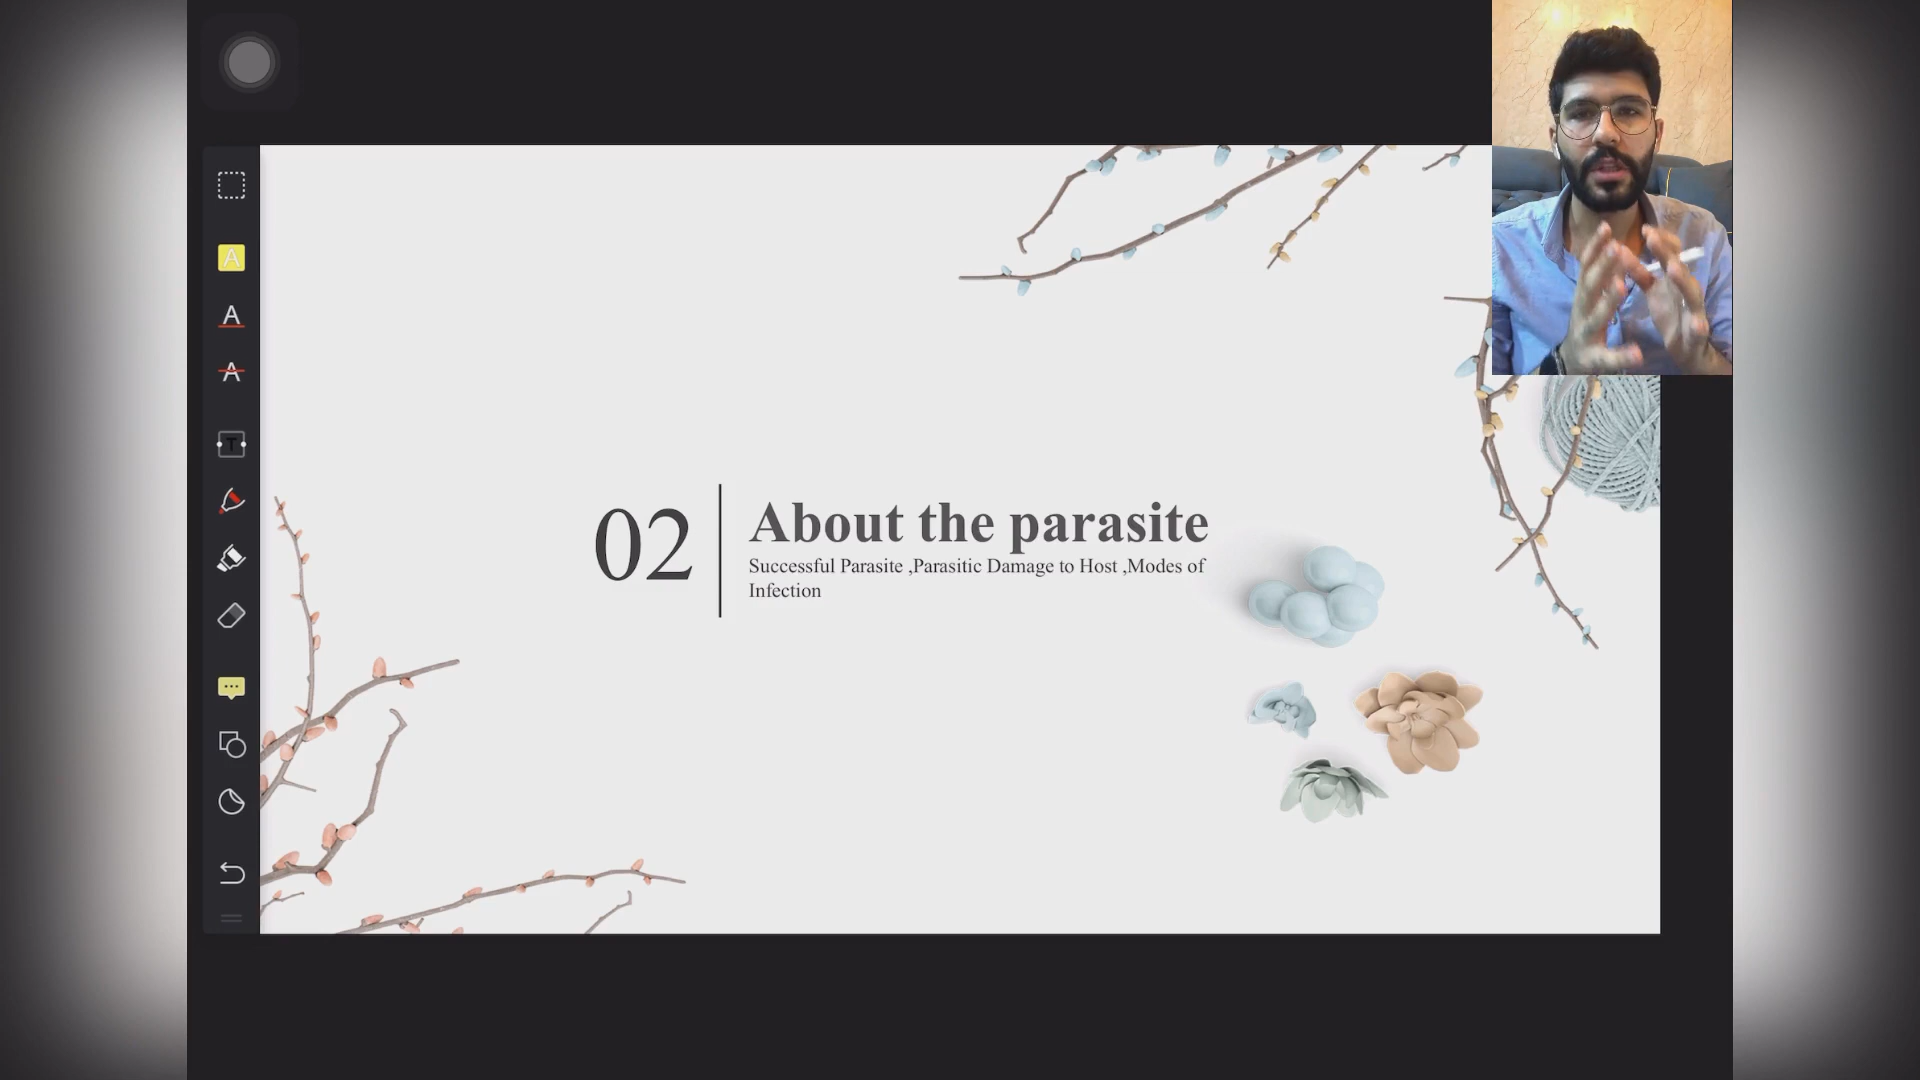 A
A
A
T
02
About the parasite
Successful Parasite ,Parasitic Damage to Host ,Modes of
Infection